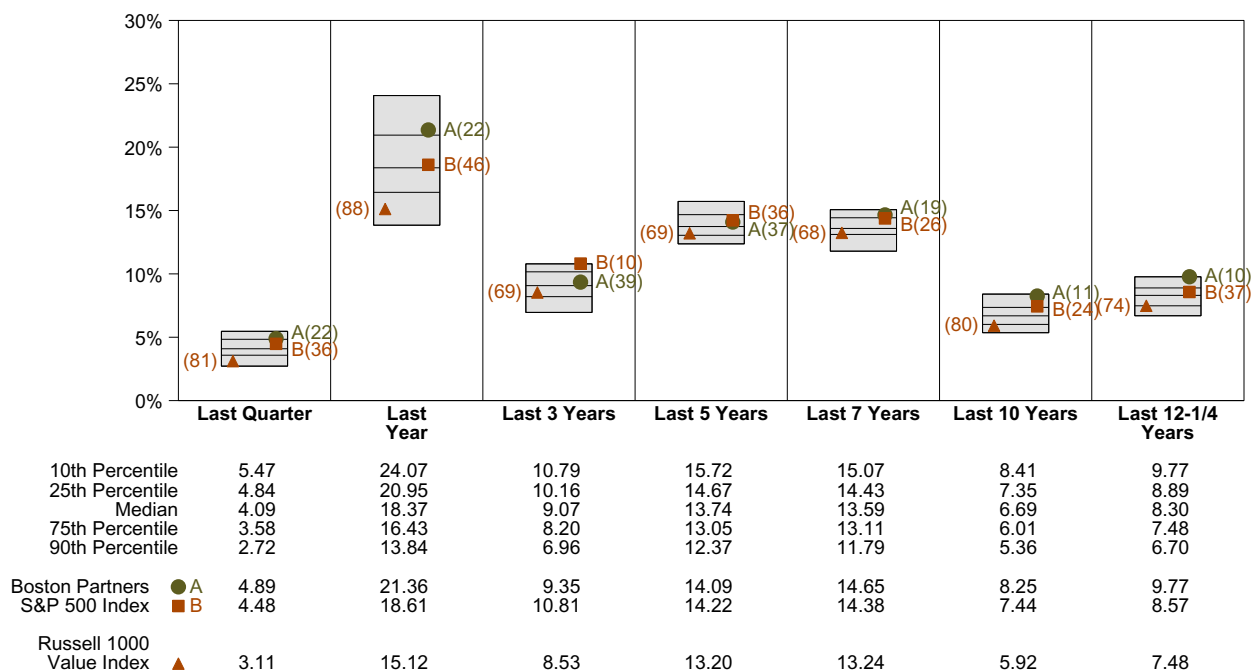 30%
25%
20%
15%
10%
5%
0%
(81)
A(22)
B(36)
(88)
A(22)
B(46)
(69)
B(10)
A(39)
(69)
B(36)
A(37)
(68)
A(19)
B(26)
(80)
A(11)
B(24)
(74)
A(10)
B(37)
Last Quarter Last Last 3 Years Last 5 Years Last 7 Years Last 10 Years Last 12-1/4
Year Years
10th Percentile 5.47 24.07 10.79 15.72 15.07 8.41 9.77
25th Percentile 4.84 20.95 10.16 14.67 14.43 7.35 8.89
Median 4.09 18.37 9.07 13.74 13.59 6.69 8.30
75th Percentile 3.58 16.43 8.20 13.05 13.11 6.01 7.48
90th Percentile 2.72 13.84 6.96 12.37 11.79 5.36 6.70
Boston Partners A 4.89 21.36 9.35 14.09 14.65 8.25 9.77
S&P 500 Index B 4.48 18.61 10.81 14.22 14.38 7.44 8.57
Russell 1000
Value Index 3.11 15.12 8.53 13.20 13.24 5.92 7.48